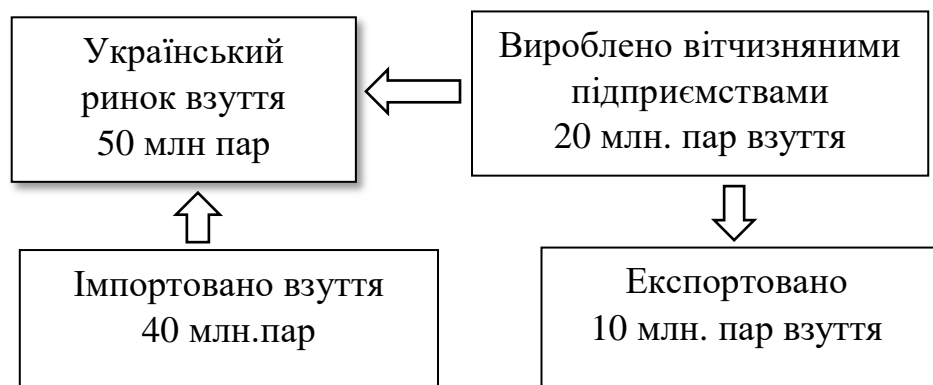 Український
ринок взуття
50 млн пар
Вироблено вітчизняними
підприємствами
20 млн. пар взуття
Імпортовано взуття
40 млн.пар
Експортовано
10 млн. пар взуття